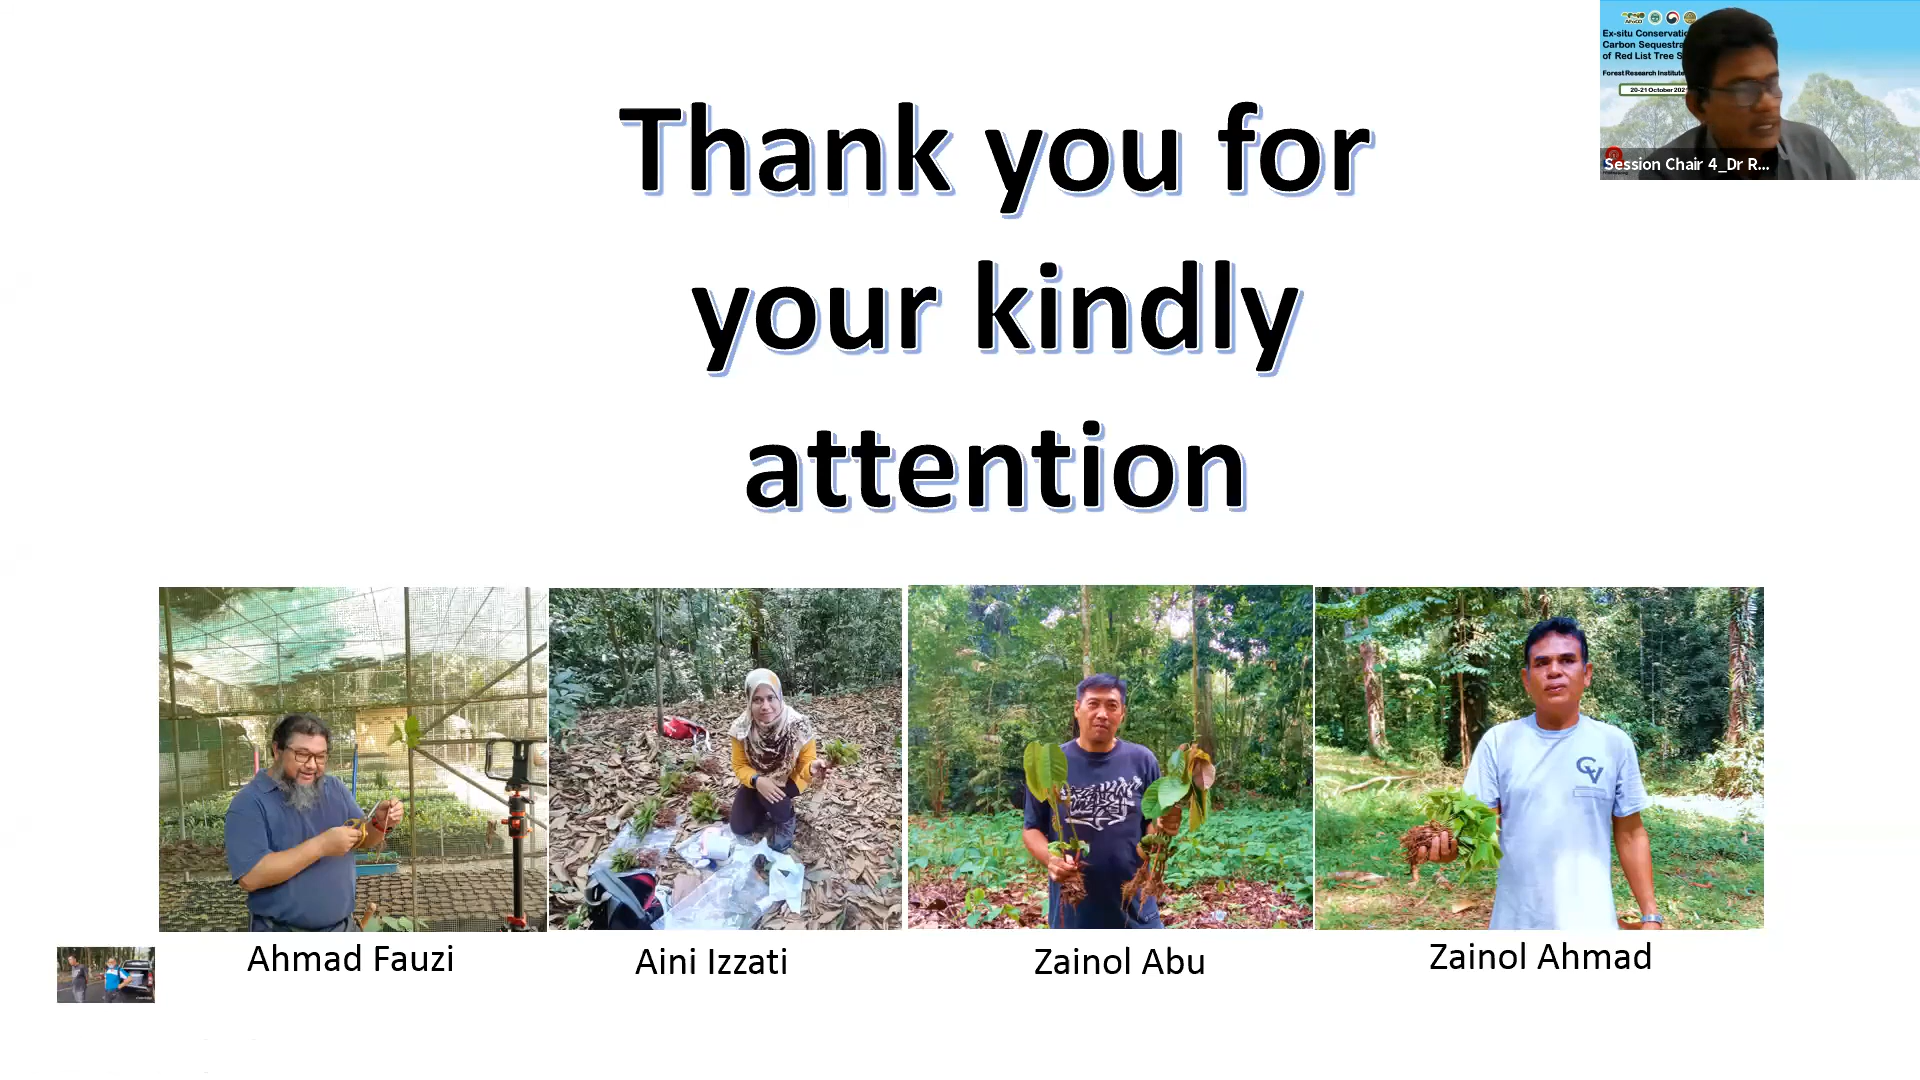 Thank you for
your kindly
attention
Ex-situ Conservatio
Carbon Sequestra
of Red List Tree S
Forest Research Institute
20-21 October 202
Session Chair 4_Dr R...
Ahmad Fauzi
Aini Izzati
Zainol Abu
Zainol Ahmad